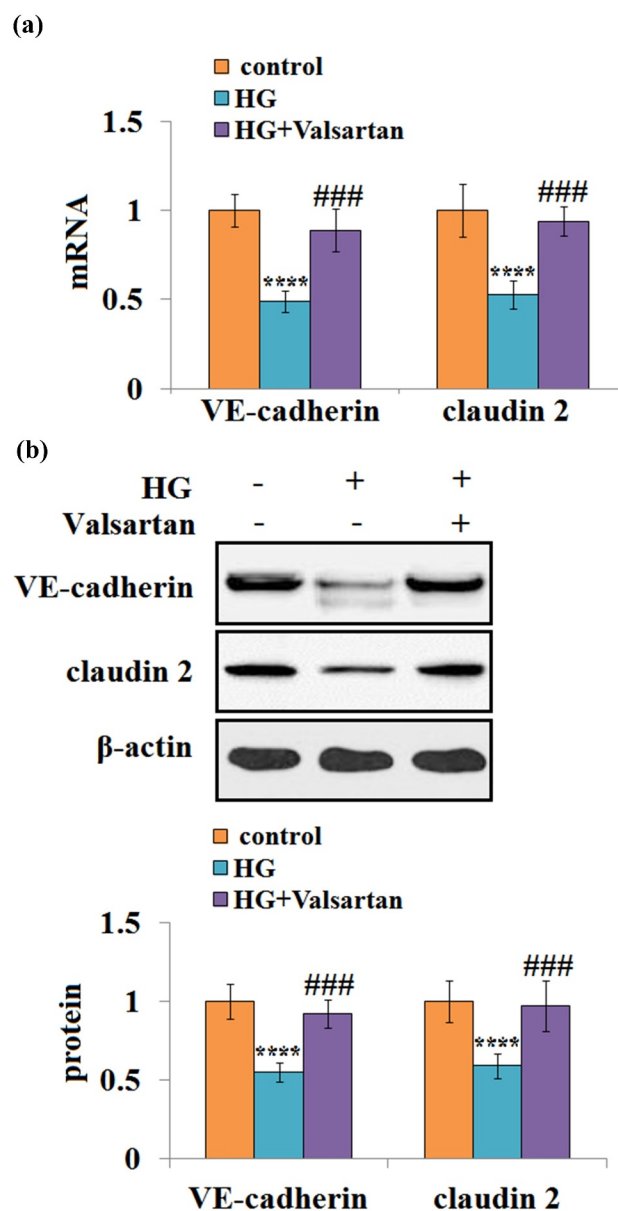 (a)
control
HG
HG+Valsartan
1.5
1
0.5
0
mRNA
### ###
**** ****
VE-cadherin claudin 2
(b)
HG - + +
Valsartan - - +
VE-cadherin
claudin 2
β-actin
control
HG
HG+Valsartan
1.5
1
0.5
0
protein
### ###
**** ****
VE-cadherin claudin 2